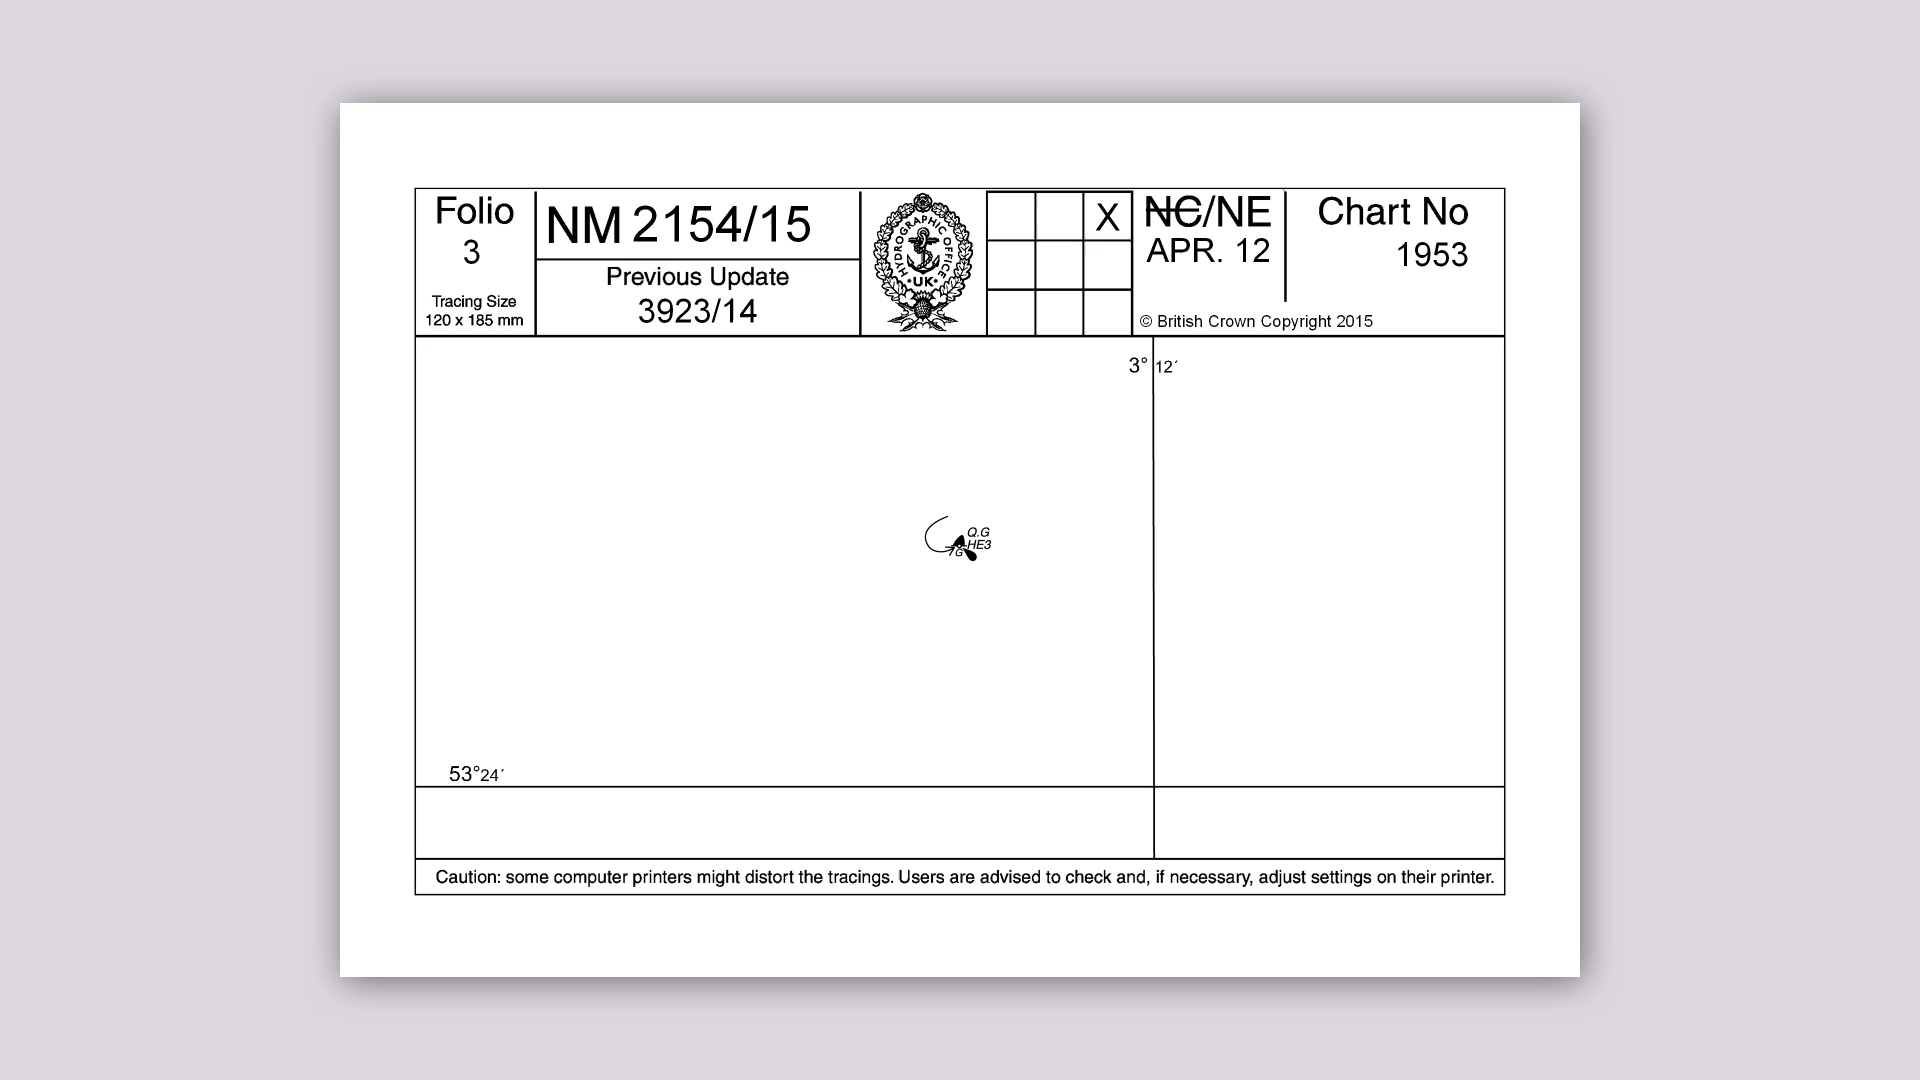 Folio
3
Tracing Size
120 x 185 mm
NM 2154/15
Previous Update
3923/14
HYDROGRAPHIC OFFICE
·UK·
X
NC/NE
APR. 12
Chart No
1953
© British Crown Copyright 2015
3° 12′
Q.G
HE3
G
53°24′
Caution: some computer printers might distort the tracings. Users are advised to check and, if necessary, adjust settings on their printer.